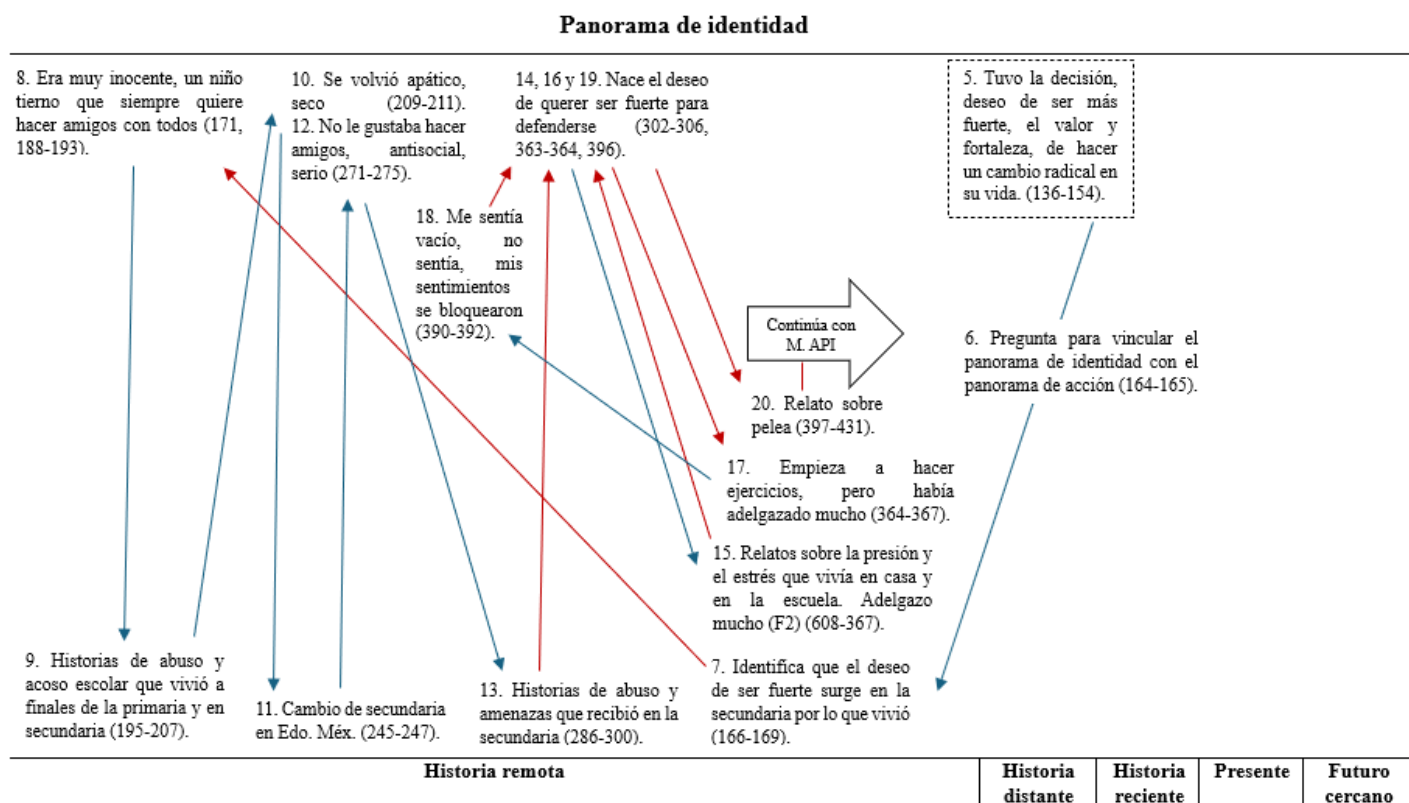 Panorama de identidad
8. Era muy inocente, un niño
tierno que siempre quiere
hacer amigos con todos (171,
188-193).
10. Se volvió apático,
seco (209-211).
12. No le gustaba hacer
amigos, antisocial,
serio (271-275).
14, 16 y 19. Nace el deseo
de querer ser fuerte para
defenderse (302-306,
363-364, 396).
5. Tuvo la decisión,
deseo de ser más
fuerte, el valor y
fortaleza, de hacer
un cambio radical en
su vida. (136-154).
18. Me sentía
vacío, no
sentía, mis
sentimientos
se bloquearon
(390-392).
Continúa con
M. API
6. Pregunta para vincular el
panorama de identidad con el
panorama de acción (164-165).
20. Relato sobre
pelea (397-431).
17. Empieza a hacer
ejercicios, pero había
adelgazado mucho (364-367).
15. Relatos sobre la presión y
el estrés que vivía en casa y
en la escuela. Adelgazo
mucho (F2) (608-367).
9. Historias de abuso y
acoso escolar que vivió a
finales de la primaria y en
secundaria (195-207).
11. Cambio de secundaria
en Edo. Méx. (245-247).
13. Historias de abuso y
amenazas que recibió en la
secundaria (286-300).
7. Identifica que el deseo
de ser fuerte surge en la
secundaria por lo que vivió
(166-169).
Historia remota
Historia
distante
Historia
reciente
Presente
Futuro
cercano